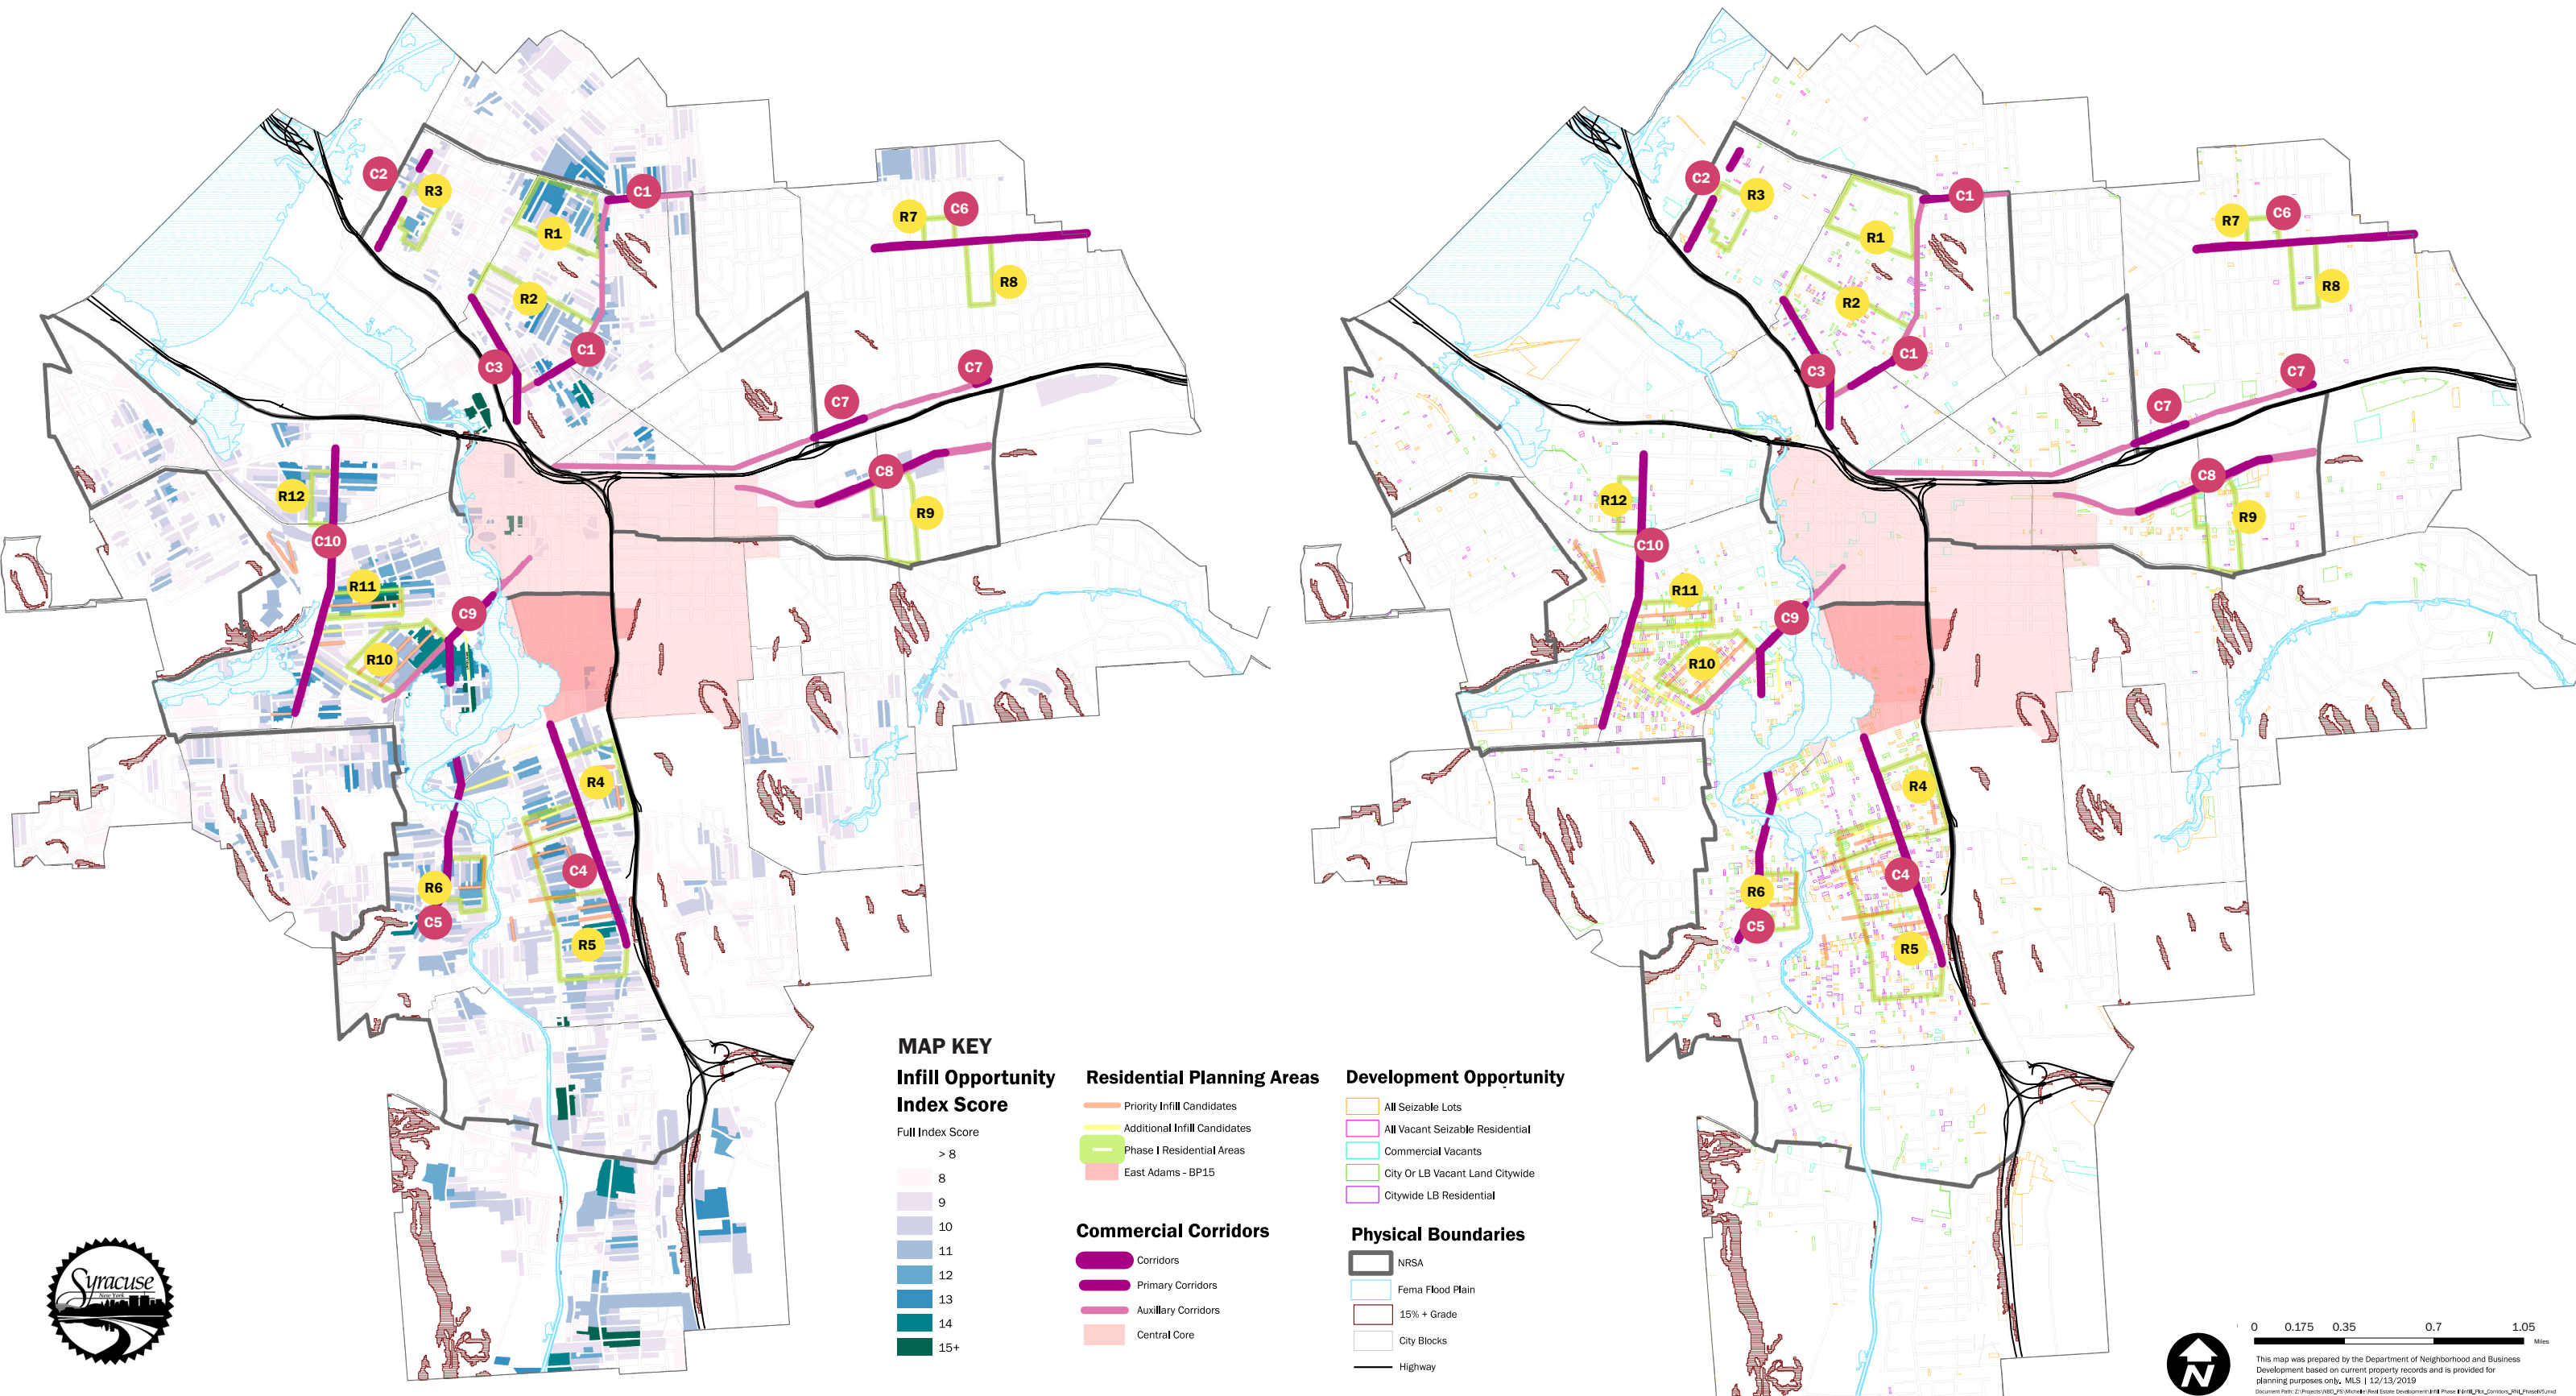 C2
R3
C1
R1
R2
C1
C3
R7
C6
R8
C7
C7
C8
R9
R12
C10
R11
C9
R10
R4
C4
R6
C5
R5
C2
R3
C1
R1
R2
C1
C3
R7
C6
R8
C7
C7
C8
R9
R12
C10
R11
C9
R10
R4
C4
R6
C5
R5
MAP KEY
Infill Opportunity
Index Score
Full Index Score
> 8
8
9
10
11
12
13
14
15+
Residential Planning Areas
Priority Infill Candidates
Additional Infill Candidates
Phase I Residential Areas
East Adams - BP15
Commercial Corridors
Corridors
Primary Corridors
Auxillary Corridors
Central Core
Development Opportunity
All Seizable Lots
All Vacant Seizable Residential
Commercial Vacants
City Or LB Vacant Land Citywide
Citywide LB Residential
Physical Boundaries
NRSA
Fema Flood Plain
15% + Grade
City Blocks
Highway
Syracuse
New York
N
0 0.175 0.35 0.7 1.05
Miles
This map was prepared by the Department of Neighborhood and Business
Development based on current property records and is provided for
planning purposes only. MLS | 12/13/2019